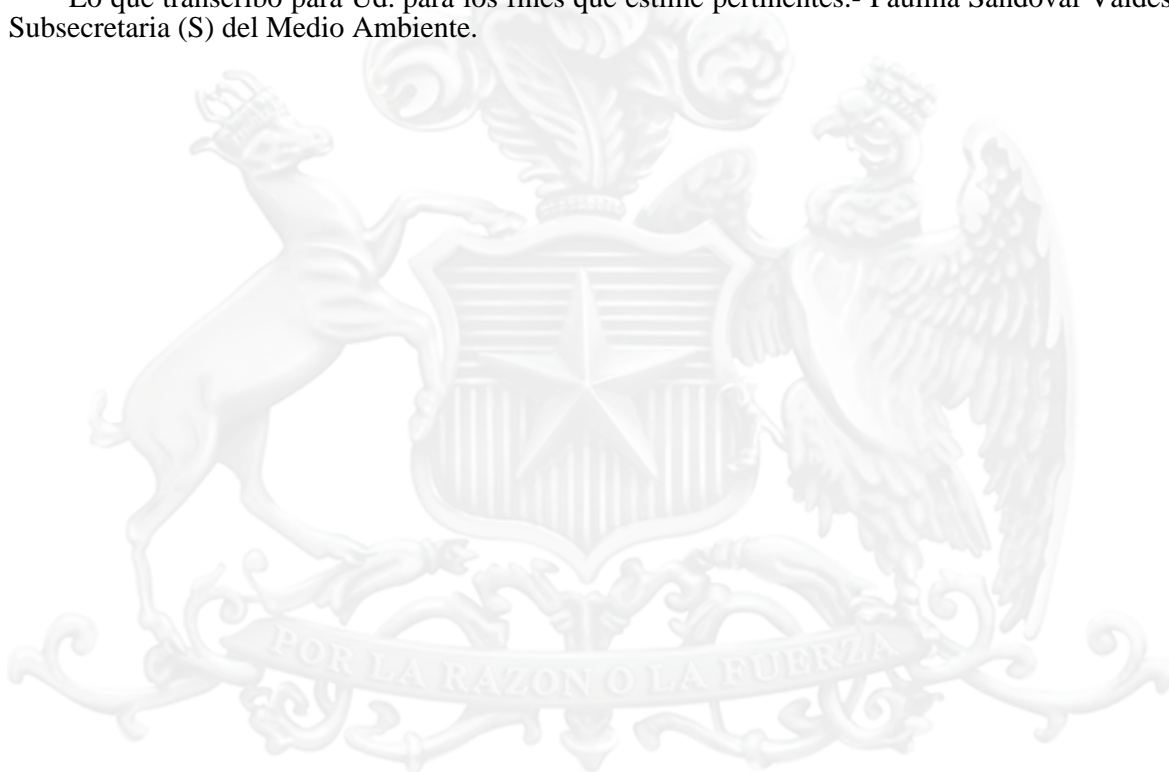 Lo que transcribo para Ud. para los fines que estime pertinentes.- Paulina Sandoval Valdés,
Subsecretaria (S) del Medio Ambiente.
POR LA RAZON O LA FUERZA